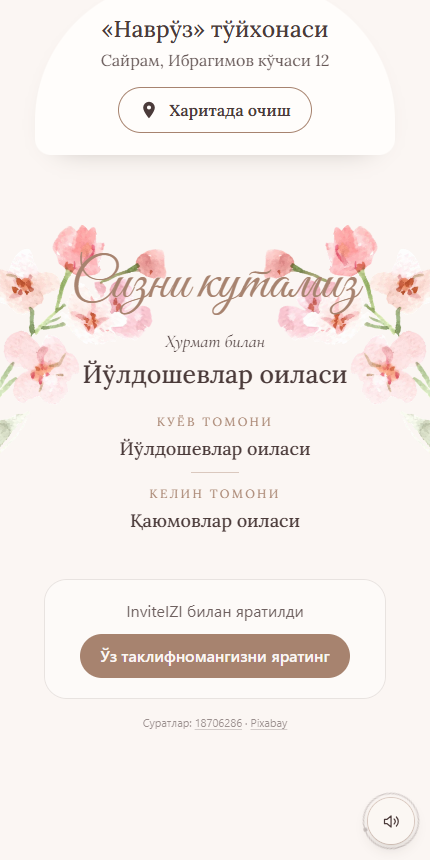 «Наврўз» тўйхонаси
Сайрам, Ибрагимов кўчаси 12
Харитада очиш
Сизни кутамиз
Хурмат билан
Йўлдошевлар оиласи
КУЁВ ТОМОНИ
Йўлдошевлар оиласи
КЕЛИН ТОМОНИ
Қаюмовлар оиласи
InviteIZI билан яратилди
Ўз таклифномангизни яратинг
Суратлар: 18706286 · Pixabay